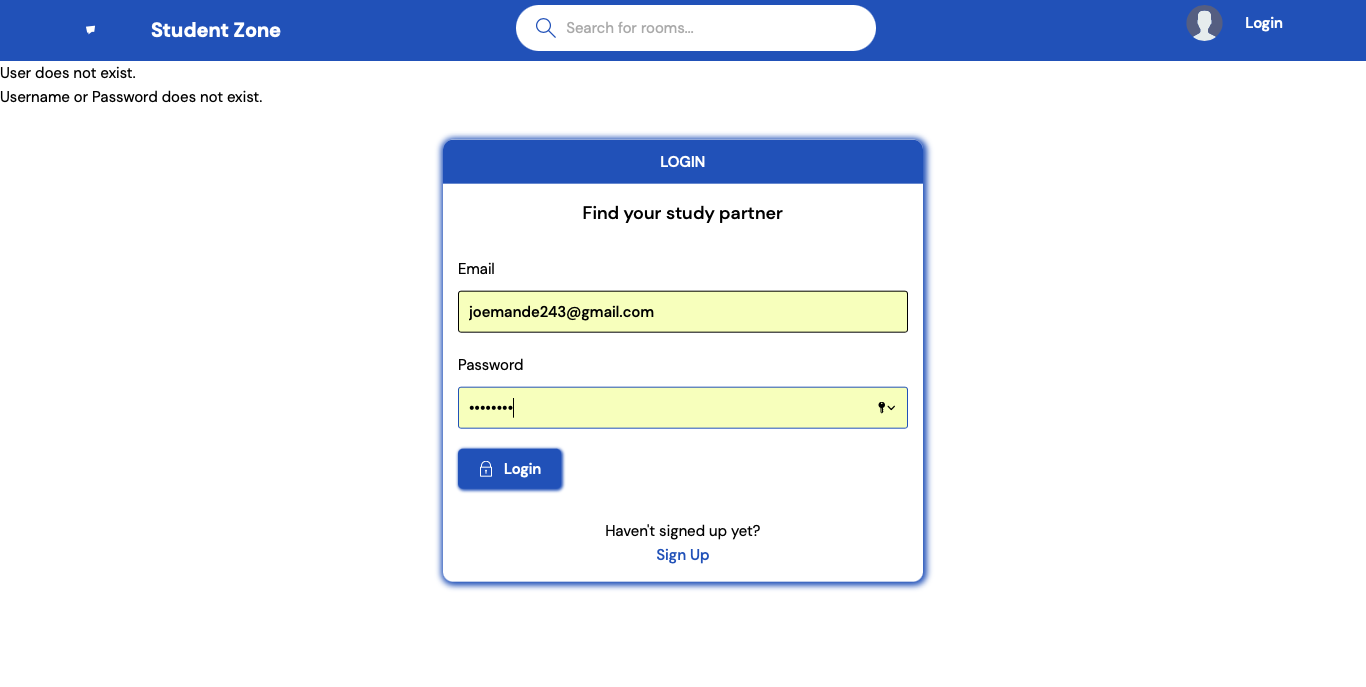 Student Zone
Search for rooms...
Login
User does not exist.
Username or Password does not exist.
LOGIN
Find your study partner
Email
joemande243@gmail.com
Password
••••••••
Login
Haven't signed up yet?
Sign Up